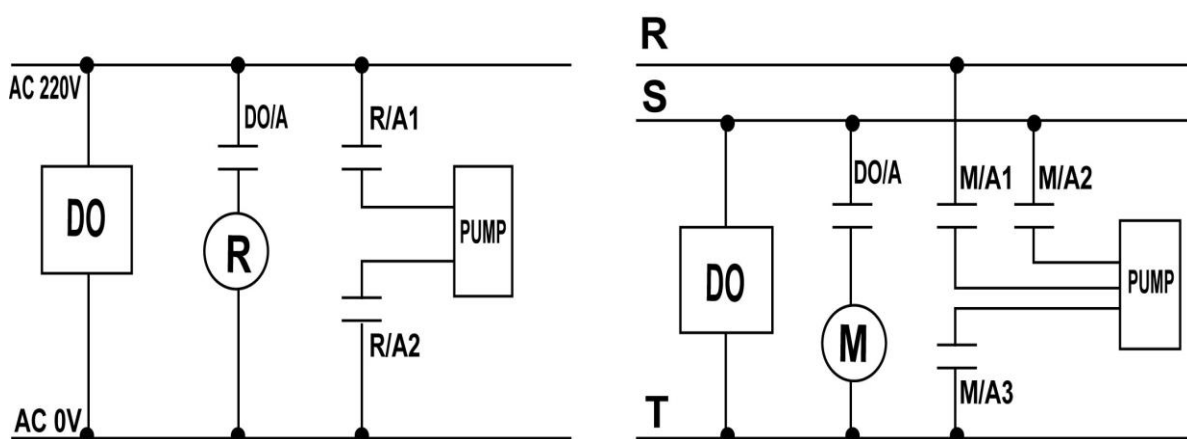 AC 220V
DO/A
R/A1
DO
R
PUMP
R/A2
AC 0V
R
S
DO/A
M/A1
M/A2
DO
M
PUMP
M/A3
T